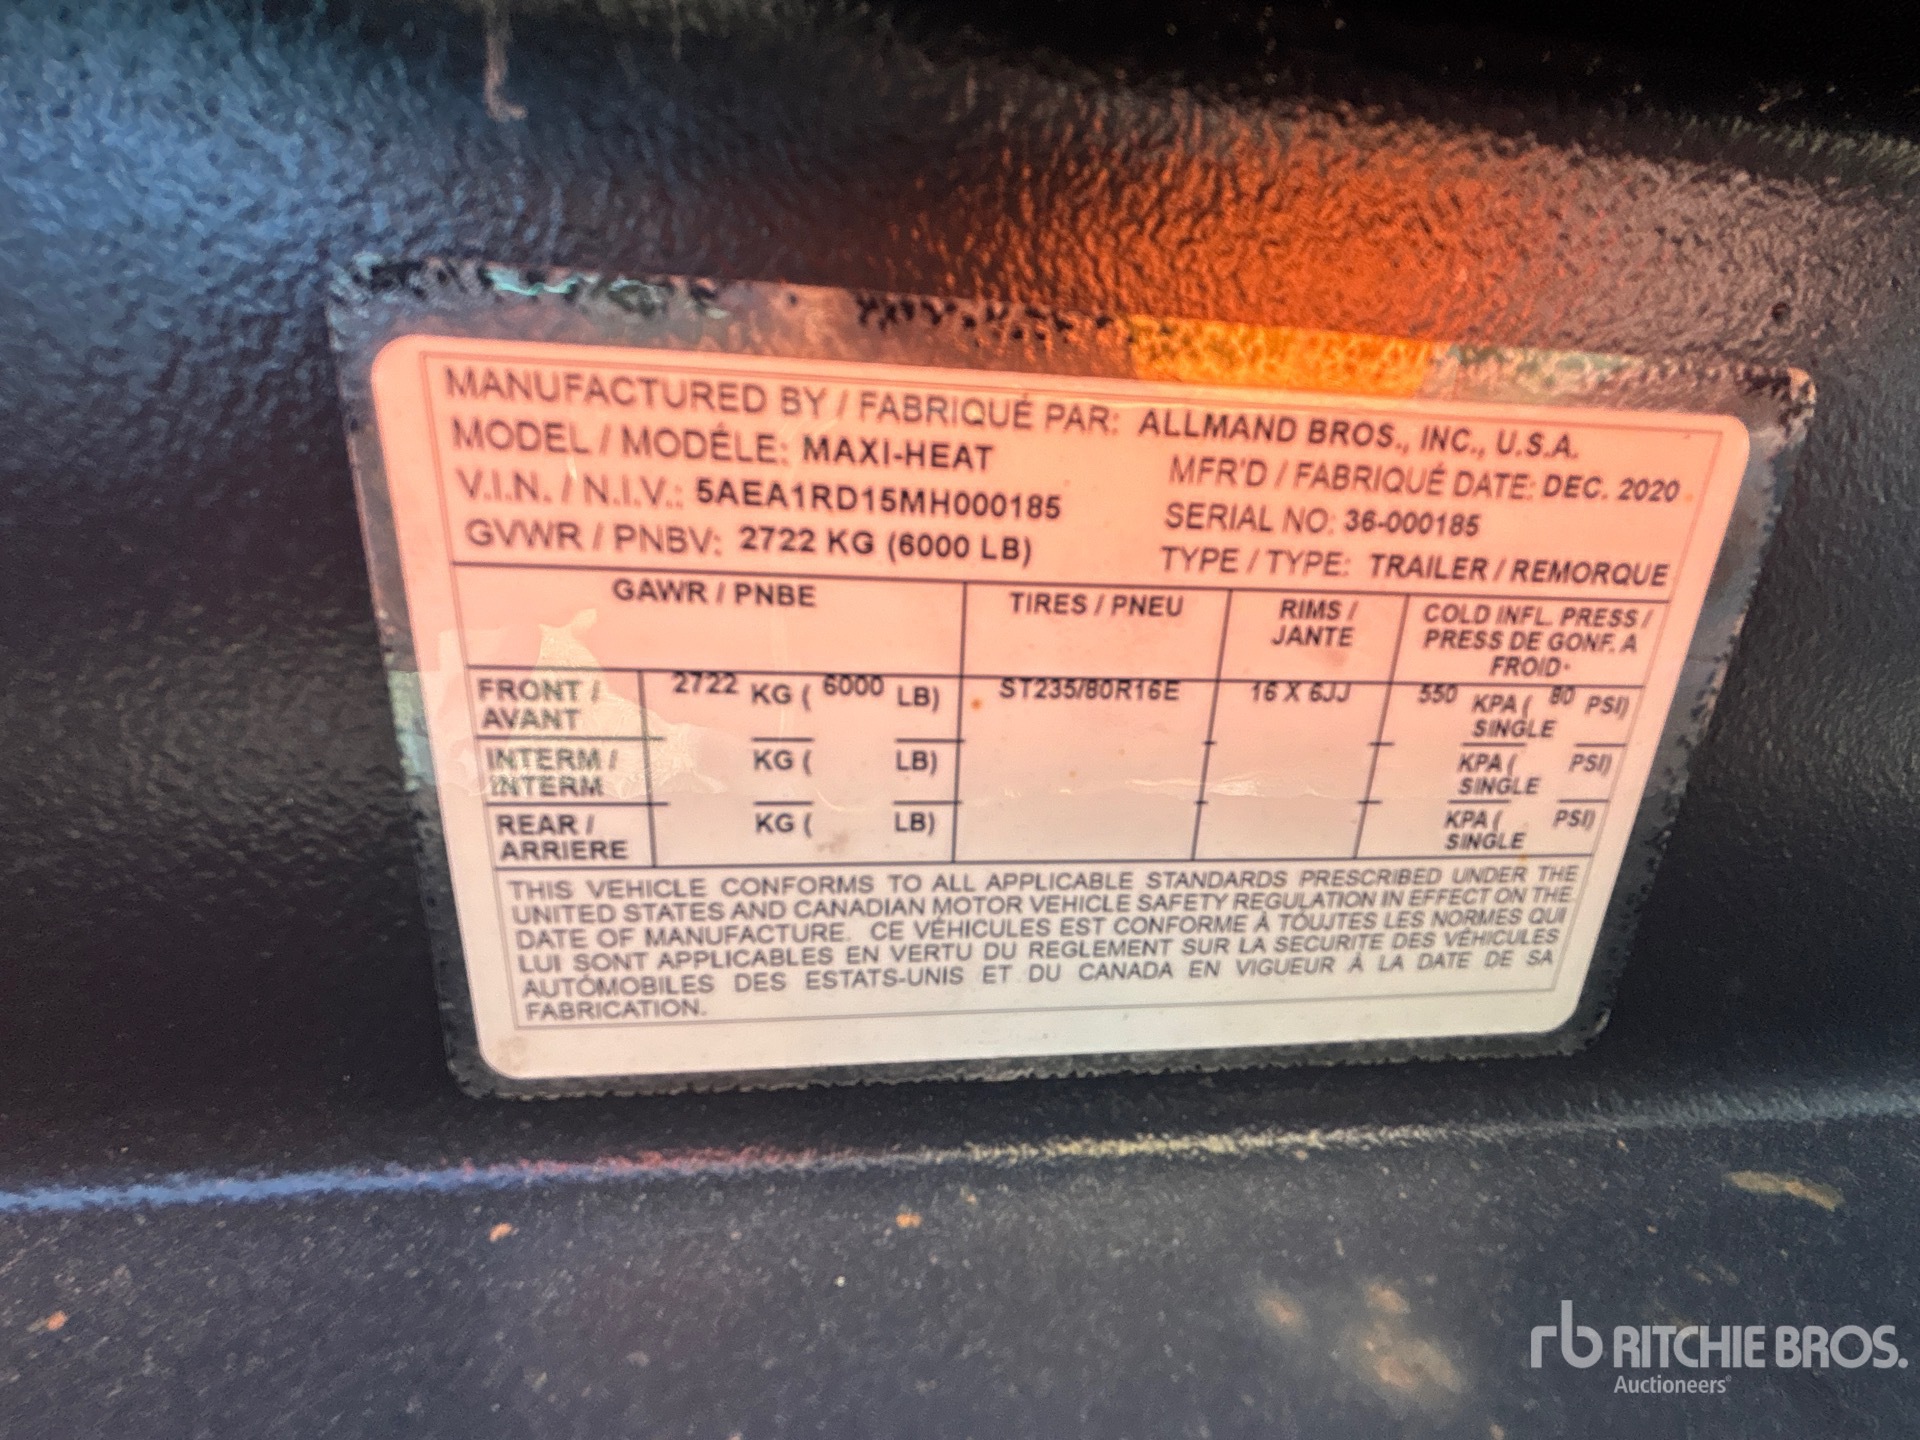 MANUFACTURED BY / FABRIQUÉ PAR: ALLMAND BROS., INC., U.S.A.
MODEL / MODÉLE: MAXI-HEAT
MFR'D / FABRIQUÉ DATE: DEC. 2020
V.I.N. / N.I.V.: 5AEA1RD15MH000185
SERIAL NO: 36-000185
GVWR / PNBV: 2722 KG (6000 LB)
TYPE / TYPE: TRAILER / REMORQUE
GAWR / PNBE
TIRES / PNEU
RIMS /
JANTE
COLD INFL. PRESS /
PRESS DE GONF. A
FROID
FRONT /
AVANT
2722 KG ( 6000 LB)
ST235/80R16E
16 X 6JJ
550 KPA ( 80 PSI)
SINGLE
INTERM /
INTERM
KG ( LB)
KPA ( PSI)
SINGLE
REAR /
ARRIERE
KG ( LB)
KPA ( PSI)
SINGLE
THIS VEHICLE CONFORMS TO ALL APPLICABLE STANDARDS PRESCRIBED UNDER THE
UNITED STATES AND CANADIAN MOTOR VEHICLE SAFETY REGULATION IN EFFECT ON THE
DATE OF MANUFACTURE. CE VÉHICULES EST CONFORME À TOUJTES LES NORMES QUI
LUI SONT APPLICABLES EN VERTU DU REGLEMENT SUR LA SECURITE DES VÉHICULES
AUTOMOBILES DES ESTATS-UNIS ET DU CANADA EN VIGUEUR À LA DATE DE SA
FABRICATION.
rb RITCHIE BROS.
Auctioneers